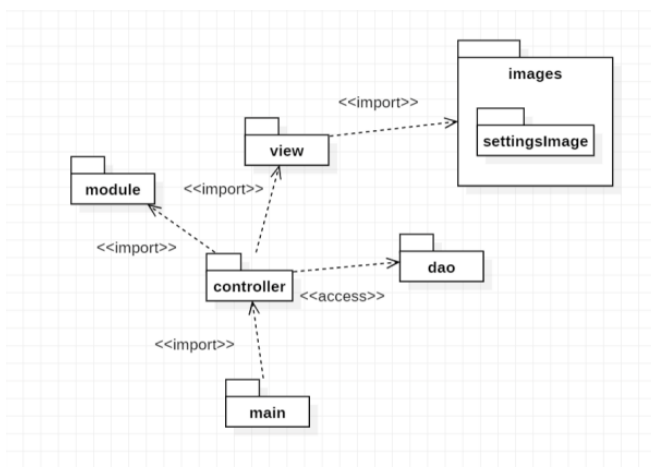 images
<<import>>
settingsImage
view
module
<<import>>
<<import>>
dao
controller
<<access>>
<<import>>
main